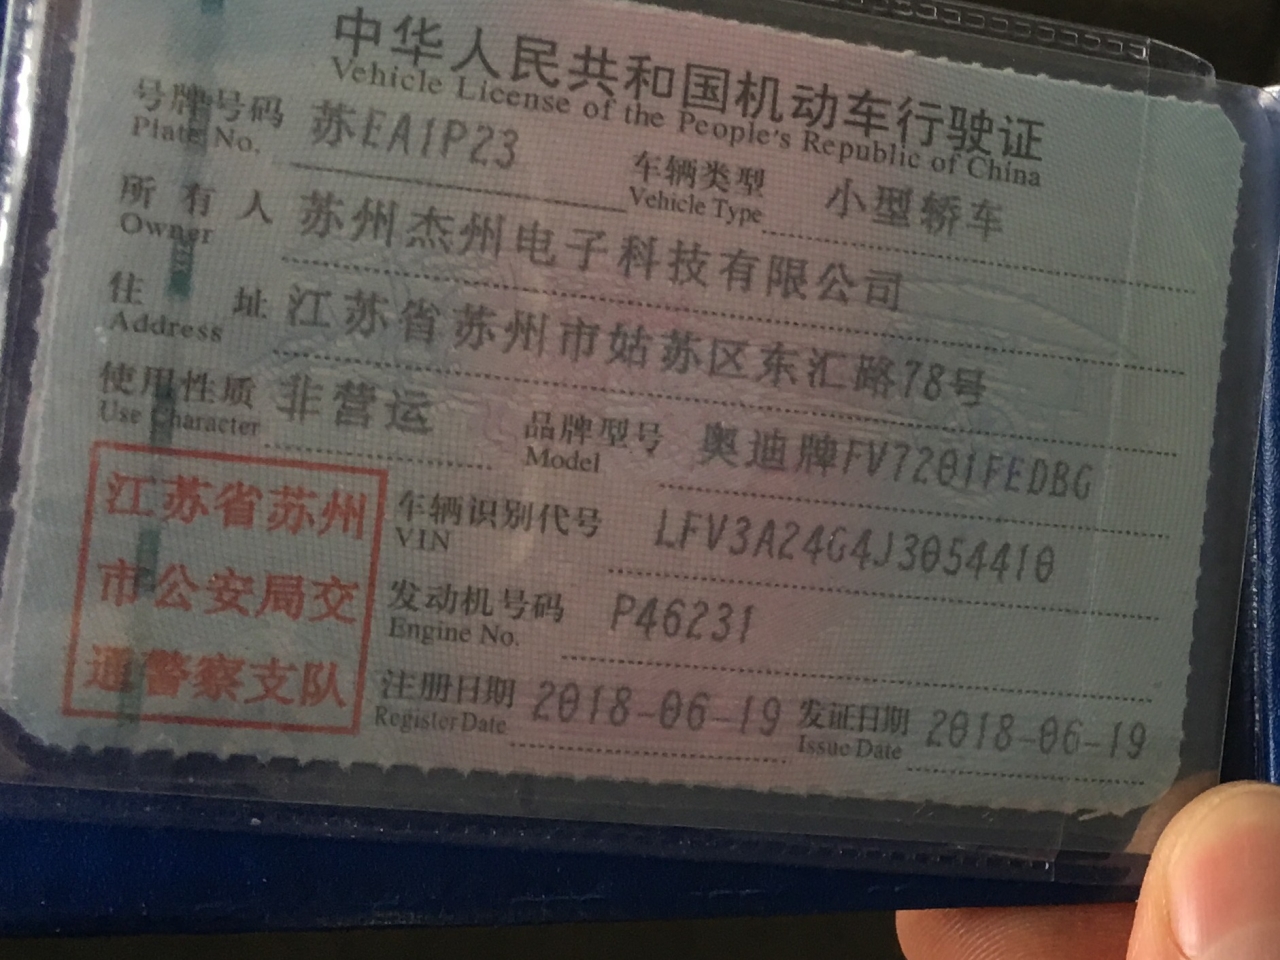 中华人民共和国机动车行驶证
Vehicle License of the People's Republic of China
号牌号码 苏EA1P23 车辆类型 小型轿车
Plate No. Vehicle Type
所有人 苏州杰州电子科技有限公司
Owner
住址 江苏省苏州市姑苏区东汇路78号
Address
使用性质 非营运 品牌型号 奥迪牌FV7201FEDBG
Use Character Model
江苏省苏州
市公安局交
通警察支队
车辆识别代号 LFV3A24G4J3054410
VIN
发动机号码 P46231
Engine No.
注册日期 2018-06-19 发证日期 2018-06-19
Register Date Issue Date